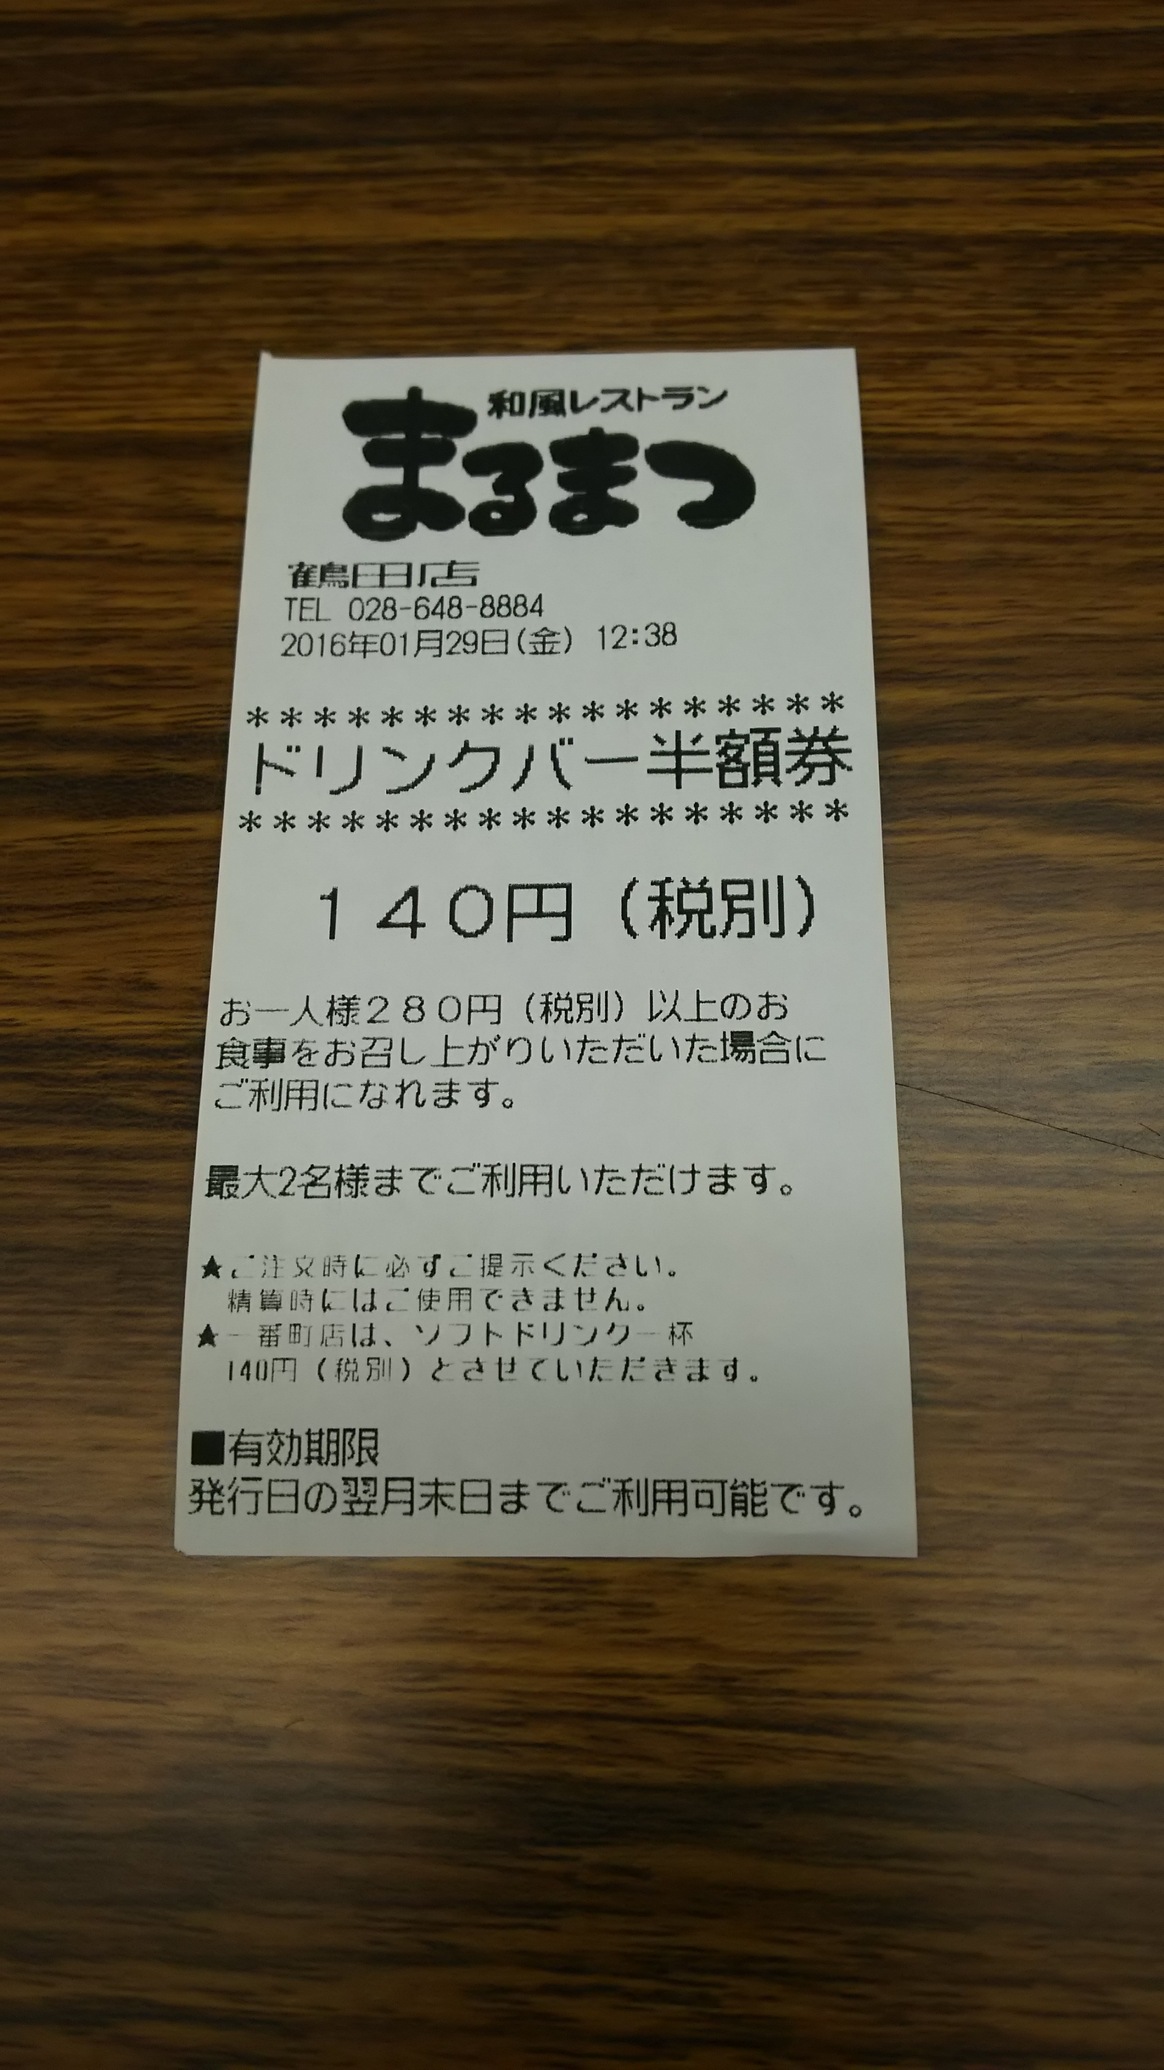 和風レストラン
まるまつ
鶴田店
TEL 028-648-8884
2016年01月29日(金) 12:38
******************
ドリンクバー半額券
******************
１４０円（税別）
お一人様２８０円（税別）以上のお
食事をお召し上がりいただいた場合に
ご利用になれます。
最大2名様までご利用いただけます。
★ご注文時に必ずご提示ください。
精算時にはご使用できません。
★一番町店は、ソフトドリンク一杯
140円（税別）とさせていただきます。
■有効期限
発行日の翌月末日までご利用可能です。